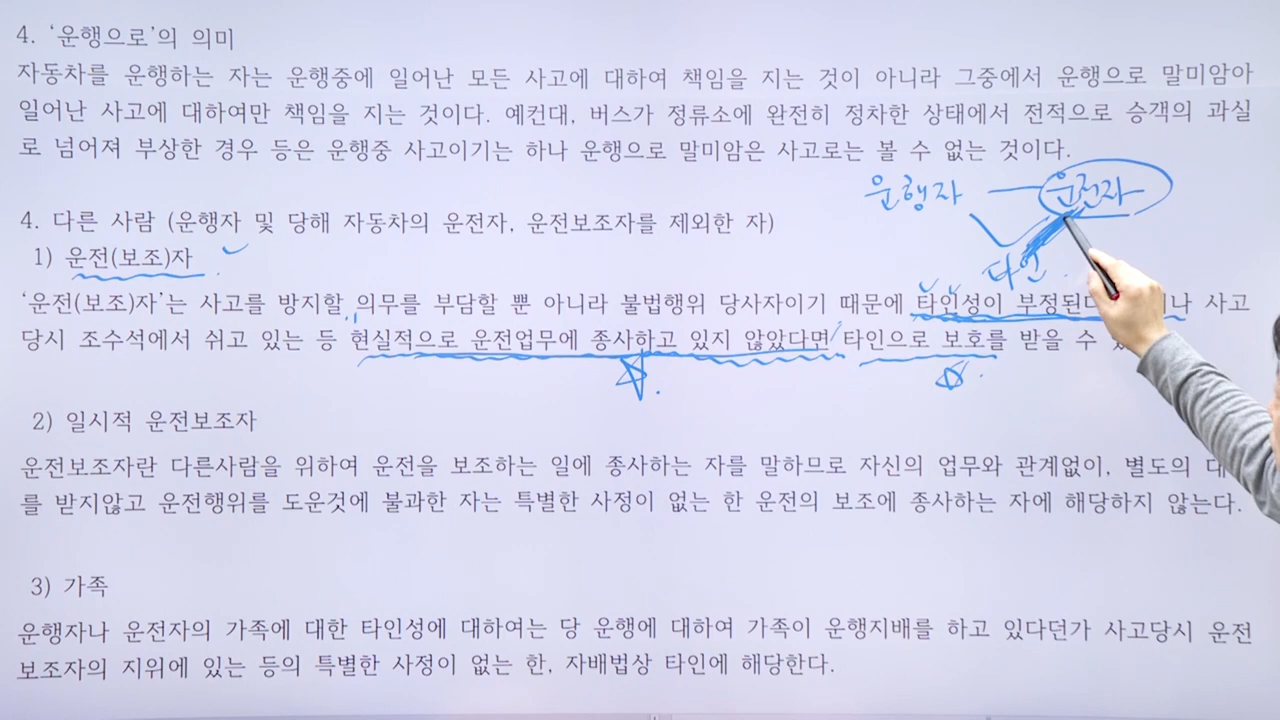 4. ‘운행으로’의 의미
자동차를 운행하는 자는 운행중에 일어난 모든 사고에 대하여 책임을 지는 것이 아니라 그중에서 운행으로 말미암아
일어난 사고에 대하여만 책임을 지는 것이다. 예컨대, 버스가 정류소에 완전히 정차한 상태에서 전적으로 승객의 과실
로 넘어져 부상한 경우 등은 운행중 사고이기는 하나 운행으로 말미암은 사고로는 볼 수 없는 것이다.
운행자 운전자
4. 다른 사람 (운행자 및 당해 자동차의 운전자, 운전보조자를 제외한 자)
1) 운전(보조)자
타인
‘운전(보조)자’는 사고를 방지할 의무를 부담할 뿐 아니라 불법행위 당사자이기 때문에 타인성이 부정된다 사고
당시 조수석에서 쉬고 있는 등 현실적으로 운전업무에 종사하고 있지 않았다면 타인으로 보호를 받을 수
2) 일시적 운전보조자
운전보조자란 다른사람을 위하여 운전을 보조하는 일에 종사하는 자를 말하므로 자신의 업무와 관계없이, 별도의
를 받지않고 운전행위를 도운것에 불과한 자는 특별한 사정이 없는 한 운전의 보조에 종사하는 자에 해당하지 않는다.
3) 가족
운행자나 운전자의 가족에 대한 타인성에 대하여는 당 운행에 대하여 가족이 운행지배를 하고 있다던가 사고당시 운전
보조자의 지위에 있는 등의 특별한 사정이 없는 한, 자배법상 타인에 해당한다.